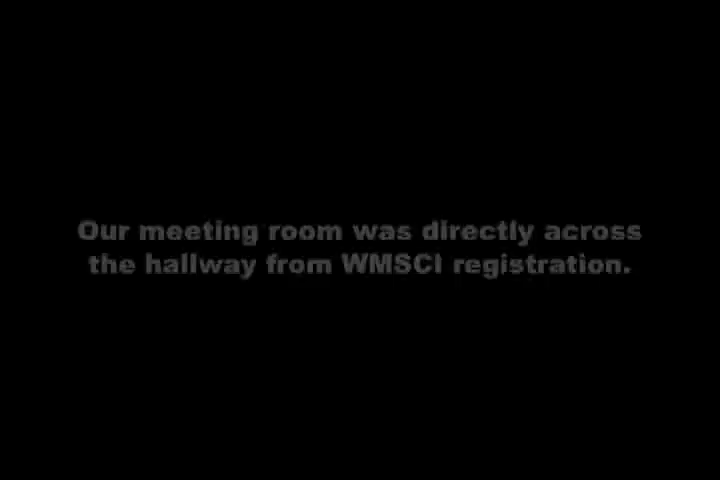 Our meeting room was directly across
the hallway from WMSCI registration.